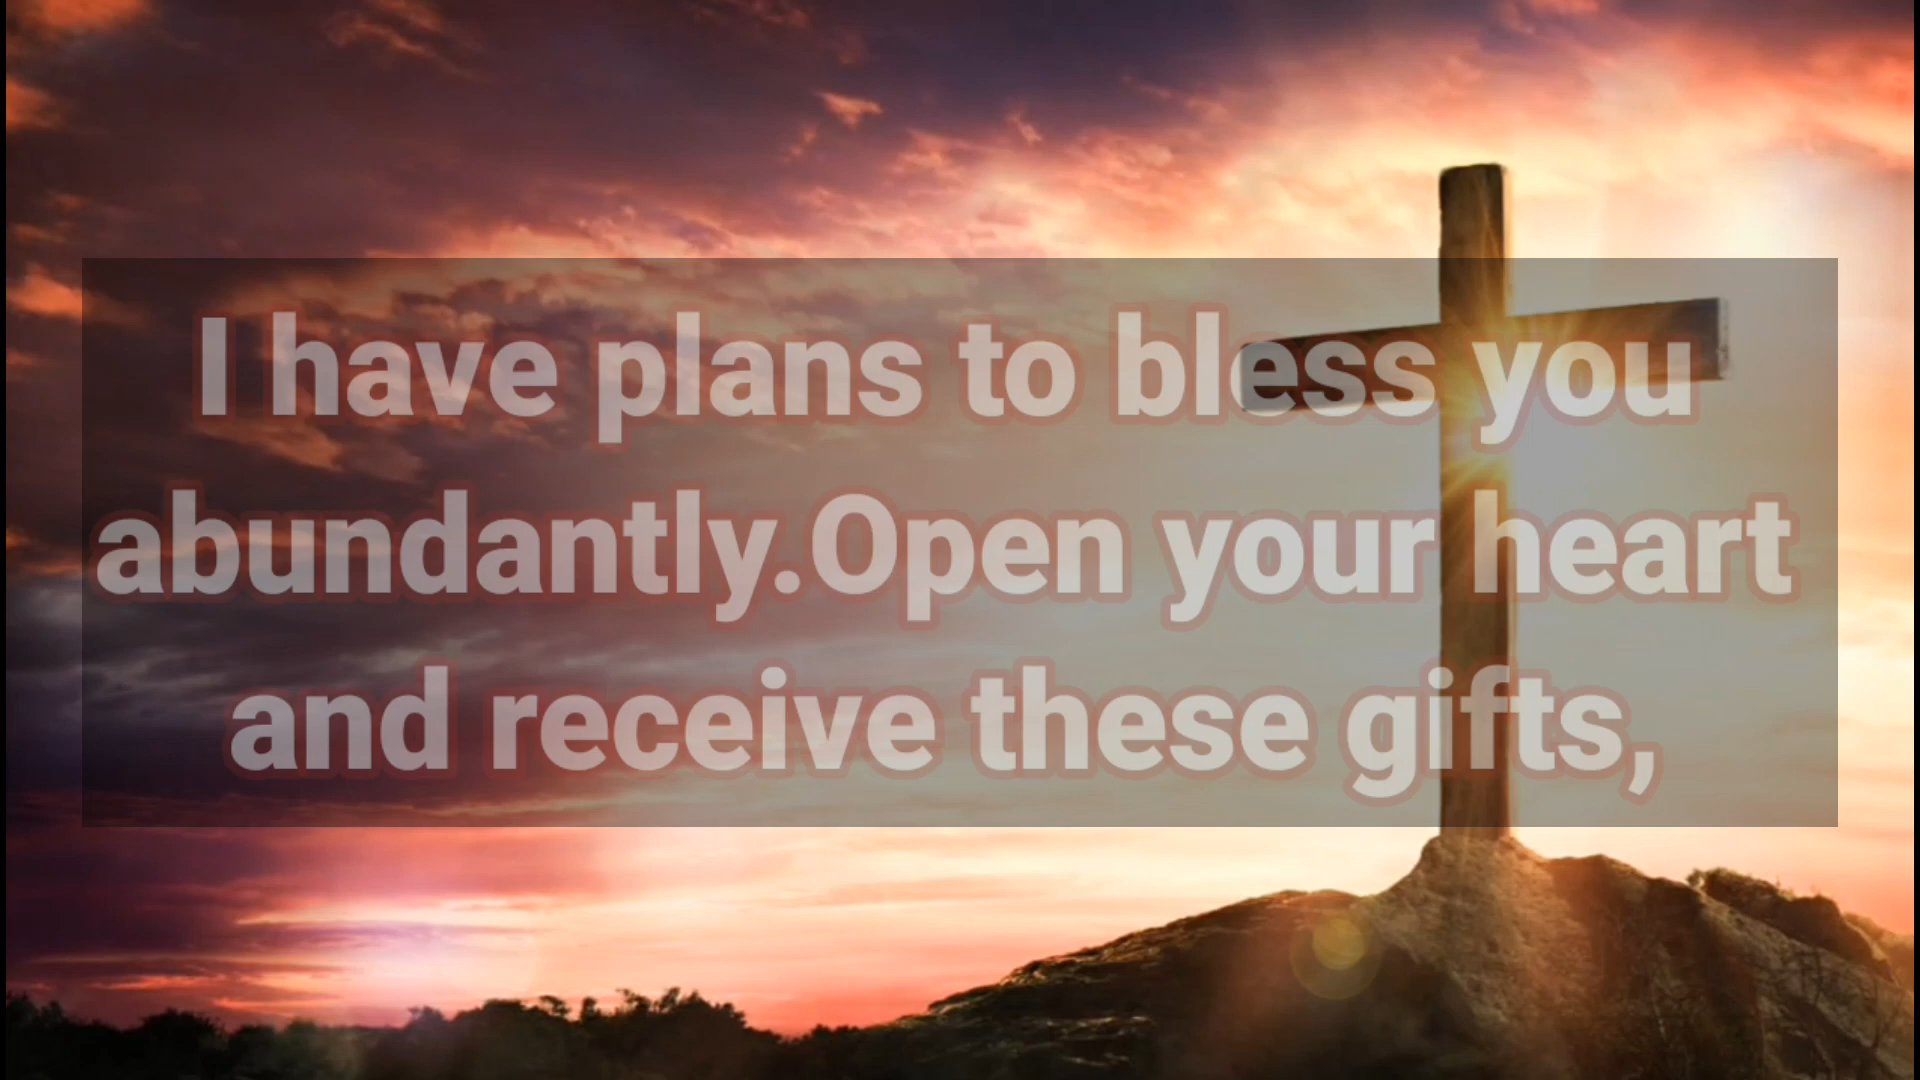 I have plans to bless you
abundantly.Open your heart
and receive these gifts,